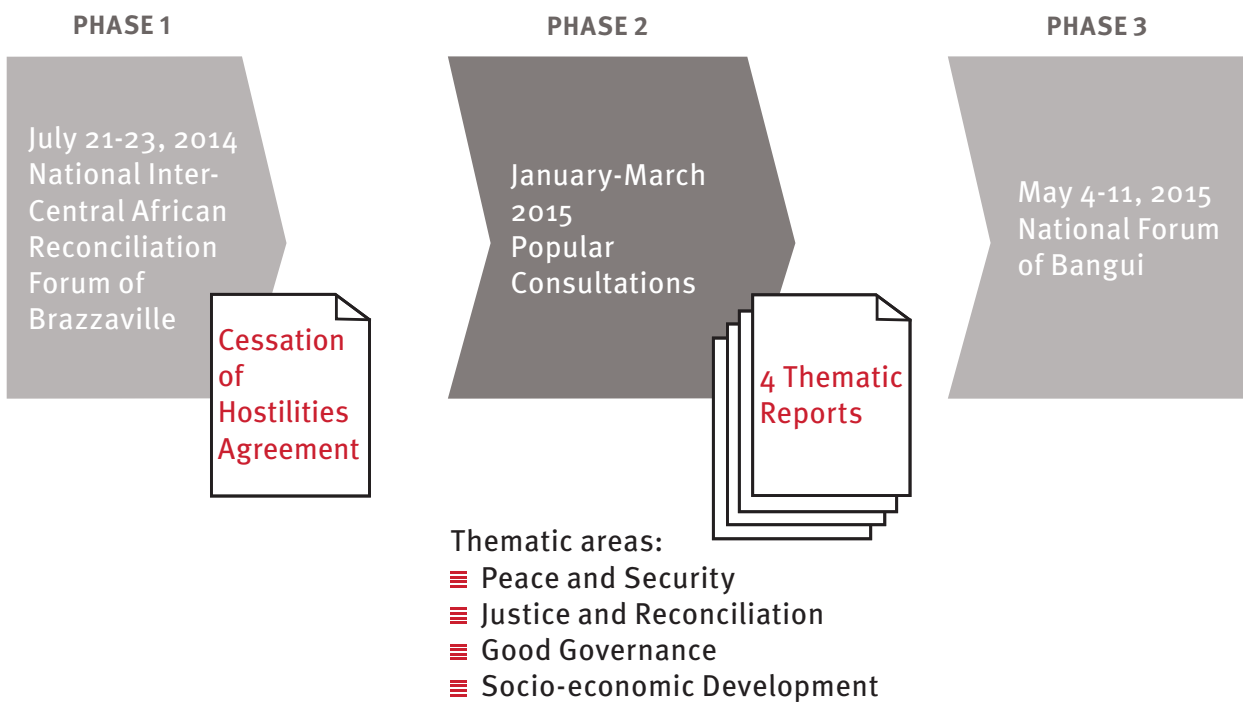 PHASE 1
July 21-23, 2014
National Inter-
Central African
Reconciliation
Forum of
Brazzaville
Cessation
of
Hostilities
Agreement
PHASE 2
January-March
2015
Popular
Consultations
4 Thematic
Reports
Thematic areas:
Peace and Security
Justice and Reconciliation
Good Governance
Socio-economic Development
PHASE 3
May 4-11, 2015
National Forum
of Bangui